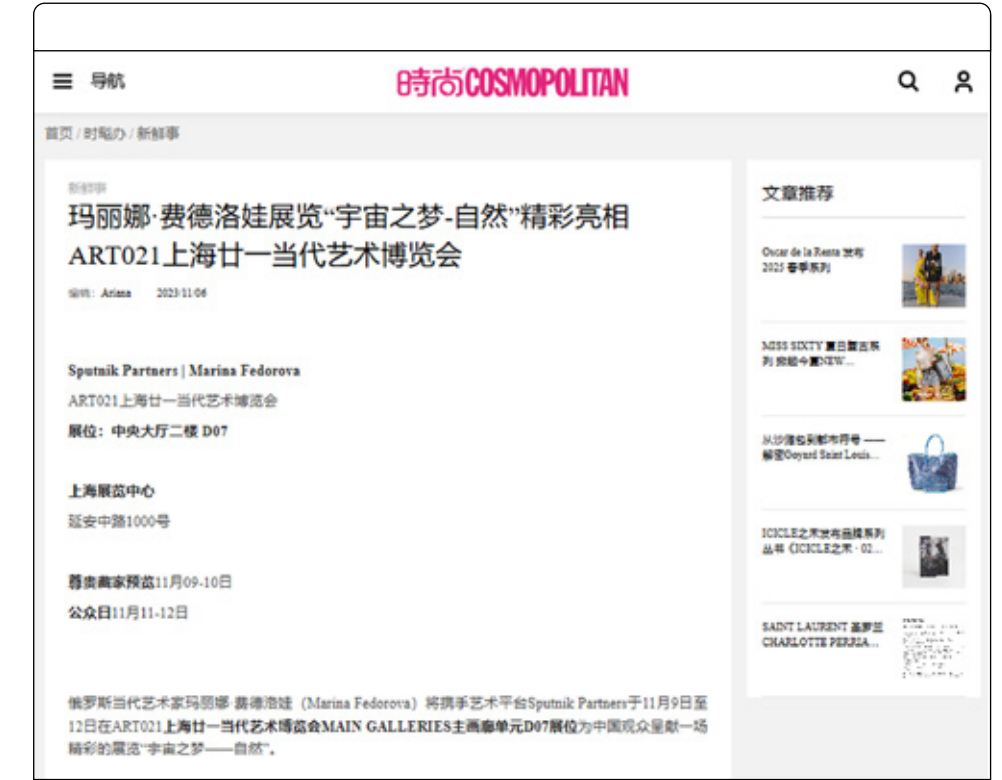 导航
時尚COSMOPOLITAN
首页 / 时髦办 / 新鲜事
新鲜事
玛丽娜·费德洛娃展览“宇宙之梦-自然”精彩亮相
ART021上海廿一当代艺术博览会
编辑： Ariana 2023/11/06
Sputnik Partners | Marina Fedorova
ART021上海廿一当代艺术博览会
展位：中央大厅二楼 D07
上海展览中心
延安中路1000号
尊贵藏家预览11月09-10日
公众日11月11-12日
俄罗斯当代艺术家玛丽娜·费德洛娃（Marina Fedorova）将携手艺术平台Sputnik Partners于11月9日至
12日在ART021上海廿一当代艺术博览会MAIN GALLERIES主画廊单元D07展位为中国观众呈献一场
精彩的展览“宇宙之梦——自然”。
文章推荐
Oscar de la Renta 发布
2025 春季系列
MISS SIXTY 夏日复古系
列 掀起今夏NEW...
从沙滩包到都市符号 ——
解密Goyard Saint Louis...
ICICLE之禾发布品牌系列
丛书《ICICLE之禾 · 02...
SAINT LAURENT 圣罗兰
CHARLOTTE PERRIA...